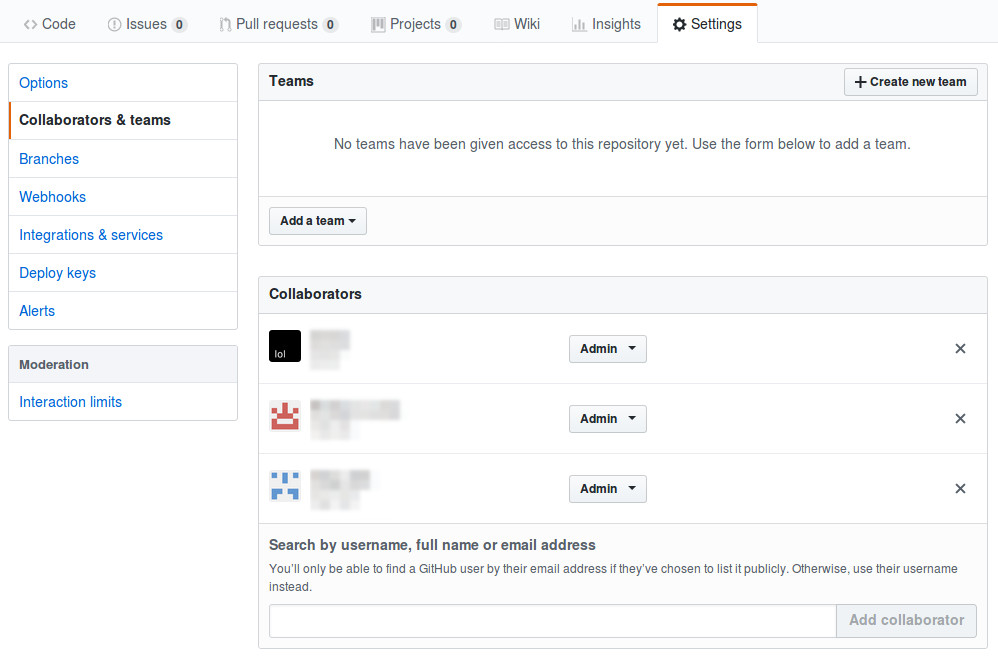 Code Issues 0 Pull requests 0 Projects 0 Wiki Insights Settings
Options
Collaborators & teams
Branches
Webhooks
Integrations & services
Deploy keys
Alerts
Moderation
Interaction limits
Teams Create new team
No teams have been given access to this repository yet. Use the form below to add a team.
Add a team
Collaborators
lol Admin
Admin
Admin
Search by username, full name or email address
You’ll only be able to find a GitHub user by their email address if they’ve chosen to list it publicly. Otherwise, use their username
instead.
Add collaborator